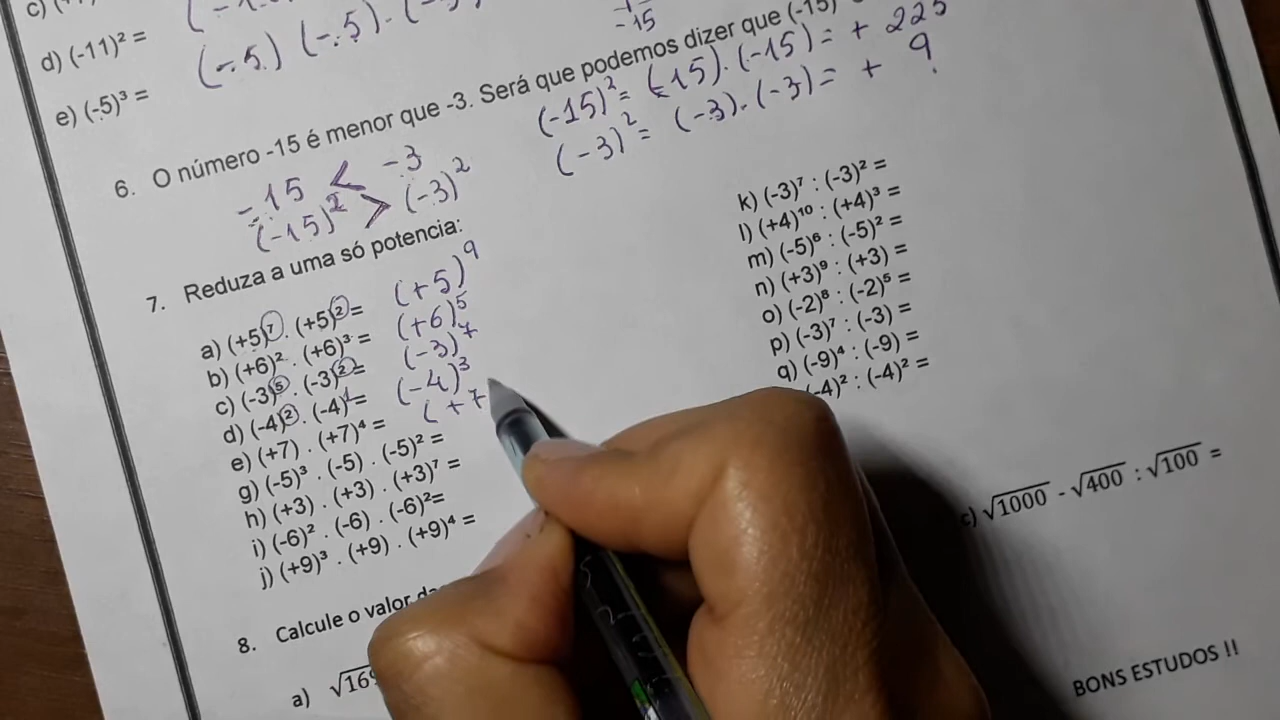 d) (-11)² =
(-.5) (-.5) . (-
-15
e) (-5)³ =
6. O número -15 é menor que -3. Será que podemos dizer que (-15)
-15 < -3
(-15)² > (-3)²
(-15)² = (-15) . (-15) = + 225
(-3)² = (-3) . (-3) = + 9
7. Reduza a uma só potencia:
a) (+5)⁷ . (+5)² = (+5)⁹
b) (+6)² . (+6)³ = (+6)⁵
c) (-3)⁵ . (-3)² = (-3)⁷
d) (-4)² . (-4)¹ = (-4)³
e) (+7) . (+7)⁴ = (+7
g) (-5)³ . (-5) . (-5)² =
h) (+3) . (+3) . (+3)⁷ =
i) (-6)² . (-6) . (-6)² =
j) (+9)³ . (+9) . (+9)⁴ =
k) (-3)⁷ : (-3)² =
l) (+4)¹⁰ : (+4)³ =
m) (-5)⁶ : (-5)² =
n) (+3)⁹ : (+3) =
o) (-2)⁸ : (-2)⁵ =
p) (-3)⁷ : (-3) =
q) (-9)⁴ : (-9) =
-4)² : (-4)² =
8. Calcule o valor
a) √169
c) √1000 - √400 : √100 =
BONS ESTUDOS !!